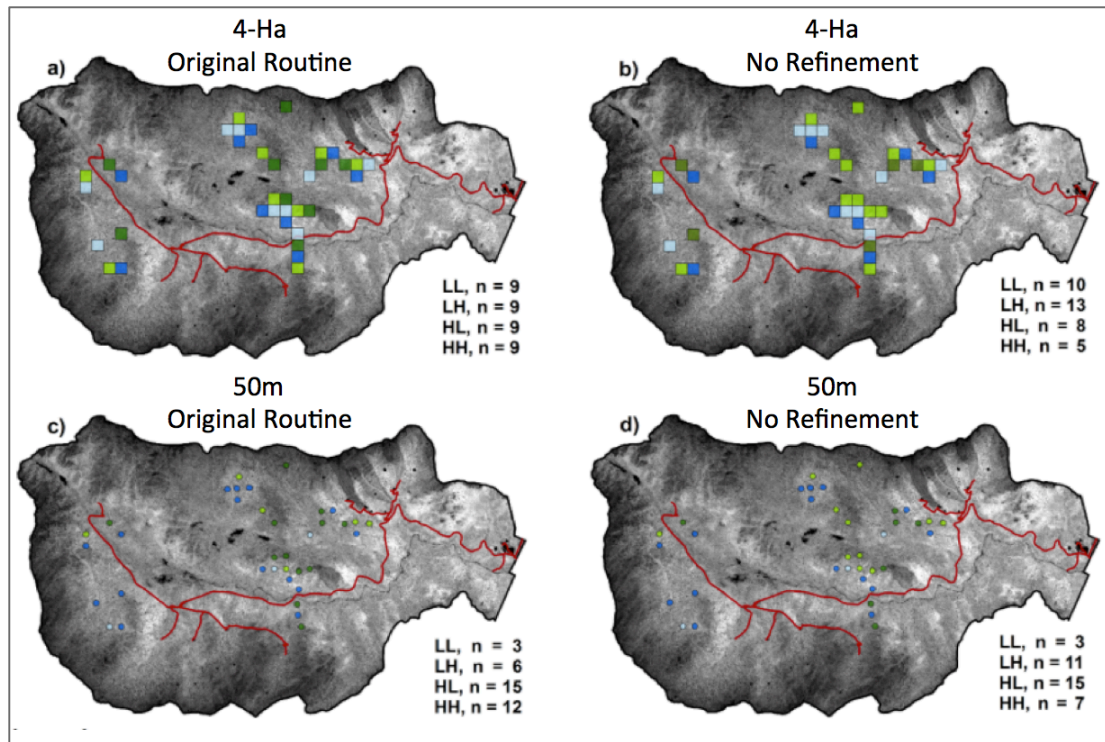 4-Ha
Original Routine
a)
LL, n = 9
LH, n = 9
HL, n = 9
HH, n = 9
4-Ha
No Refinement
b)
LL, n = 10
LH, n = 13
HL, n = 8
HH, n = 5
50m
Original Routine
c)
LL, n = 3
LH, n = 6
HL, n = 15
HH, n = 12
50m
No Refinement
d)
LL, n = 3
LH, n = 11
HL, n = 15
HH, n = 7